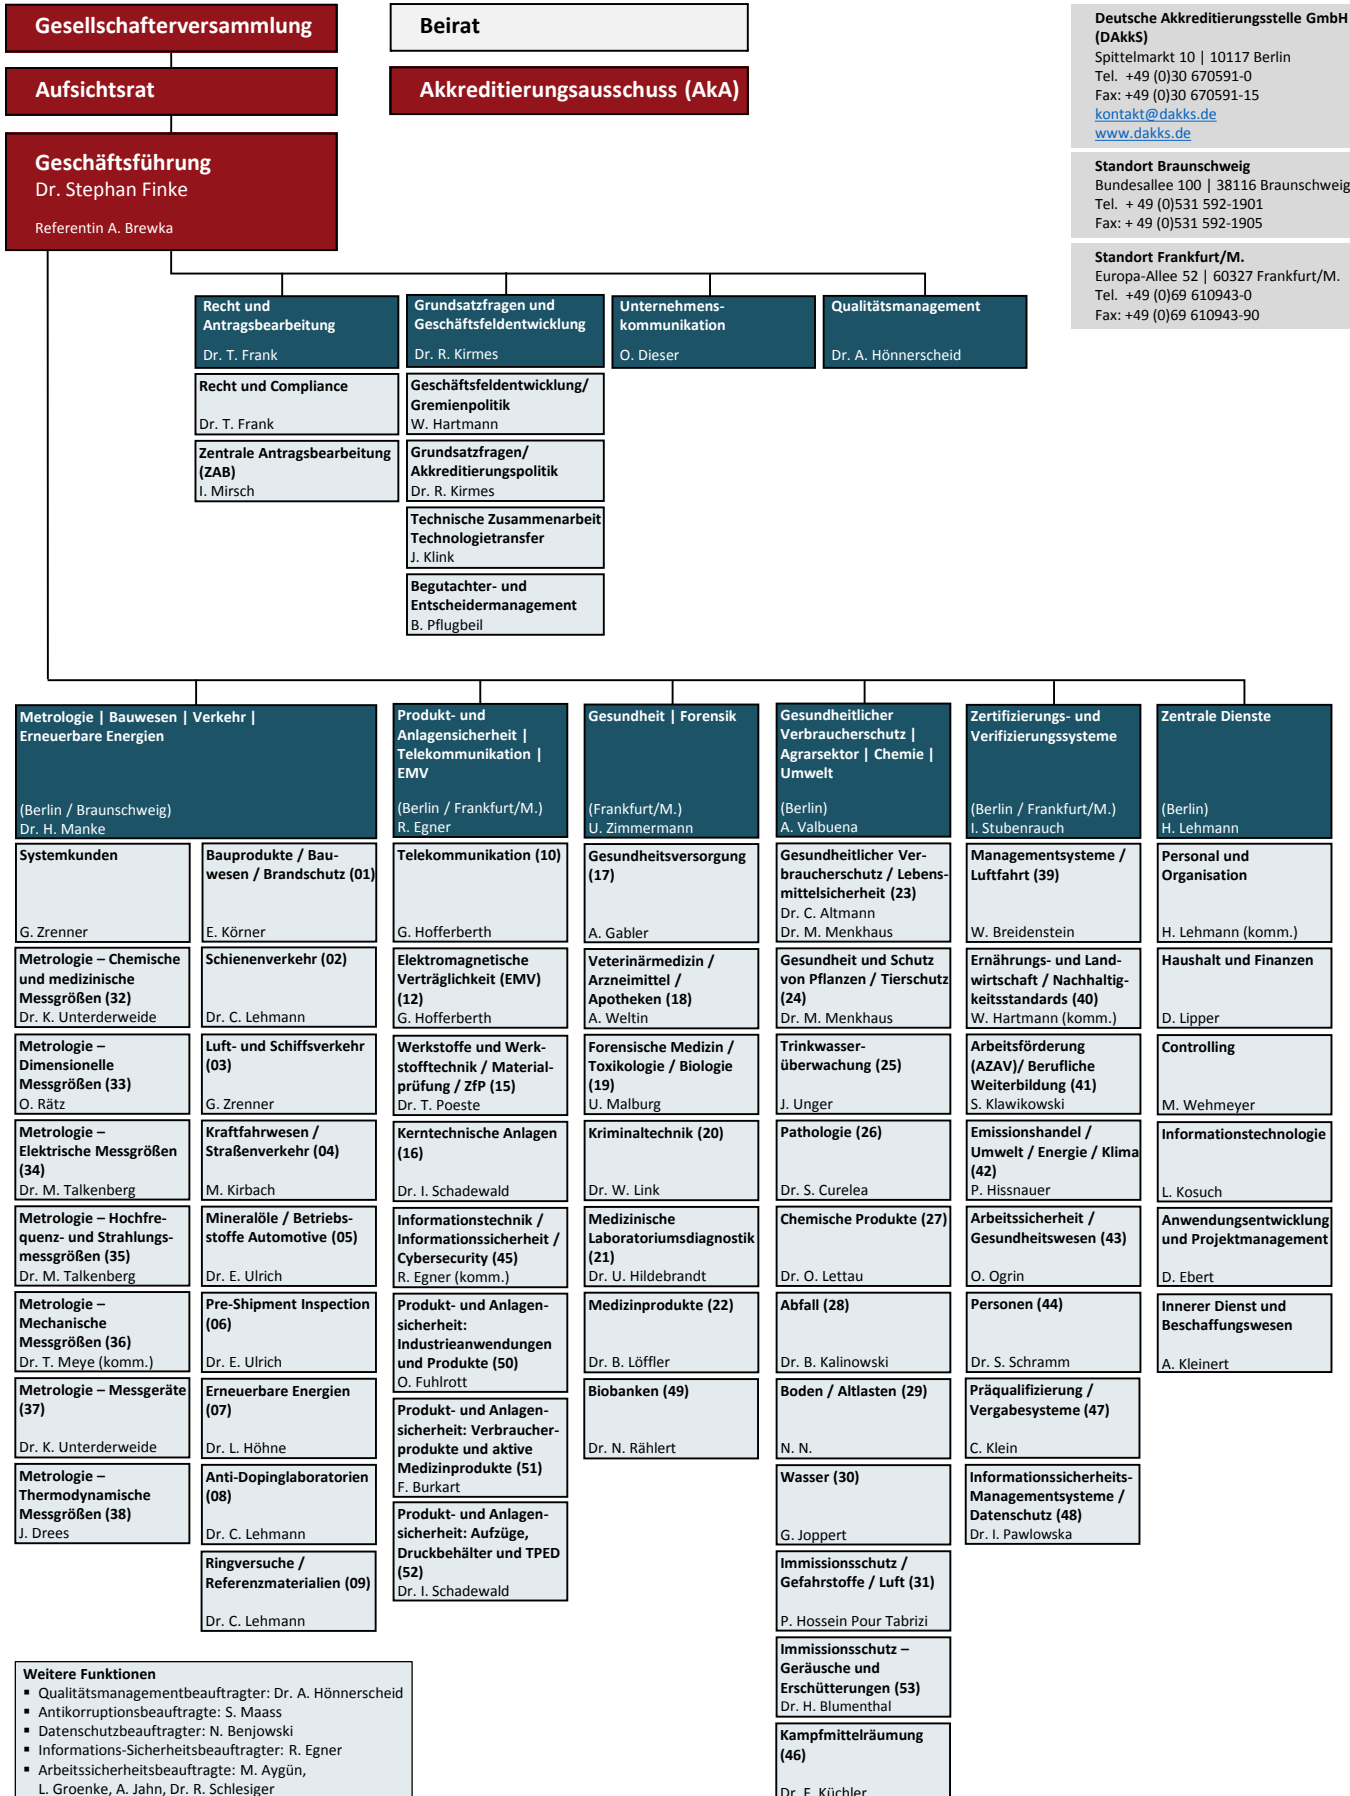 Gesellschafterversammlung
Aufsichtsrat
Geschäftsführung
Dr. Stephan Finke
Referentin A. Brewka
Beirat
Akkreditierungsausschuss (AkA)
Deutsche Akkreditierungsstelle GmbH
(DAkkS)
Spittelmarkt 10 | 10117 Berlin
Tel. +49 (0)30 670591-0
Fax: +49 (0)30 670591-15
kontakt@dakks.de
www.dakks.de
Standort Braunschweig
Bundesallee 100 | 38116 Braunschweig
Tel. + 49 (0)531 592-1901
Fax: + 49 (0)531 592-1905
Standort Frankfurt/M.
Europa-Allee 52 | 60327 Frankfurt/M.
Tel. +49 (0)69 610943-0
Fax: +49 (0)69 610943-90
Recht und
Antragsbearbeitung
Dr. T. Frank
Recht und Compliance
Dr. T. Frank
Zentrale Antragsbearbeitung
(ZAB)
I. Mirsch
Grundsatzfragen und
Geschäftsfeldentwicklung
Dr. R. Kirmes
Geschäftsfeldentwicklung/
Gremienpolitik
W. Hartmann
Grundsatzfragen/
Akkreditierungspolitik
Dr. R. Kirmes
Technische Zusammenarbeit
Technologietransfer
J. Klink
Begutachter- und
Entscheidermanagement
B. Pflugbeil
Unternehmens-
kommunikation
O. Dieser
Qualitätsmanagement
Dr. A. Hönnerscheid
Metrologie | Bauwesen | Verkehr |
Erneuerbare Energien
(Berlin / Braunschweig)
Dr. H. Manke
Systemkunden
G. Zrenner
Metrologie – Chemische
und medizinische
Messgrößen (32)
Dr. K. Unterderweide
Metrologie –
Dimensionelle
Messgrößen (33)
O. Rätz
Metrologie –
Elektrische Messgrößen
(34)
Dr. M. Talkenberg
Metrologie – Hochfre-
quenz- und Strahlungs-
messgrößen (35)
Dr. M. Talkenberg
Metrologie –
Mechanische
Messgrößen (36)
Dr. T. Meye (komm.)
Metrologie – Messgeräte
(37)
Dr. K. Unterderweide
Metrologie –
Thermodynamische
Messgrößen (38)
J. Drees
Bauprodukte / Bau-
wesen / Brandschutz (01)
E. Körner
Schienenverkehr (02)
Dr. C. Lehmann
Luft- und Schiffsverkehr
(03)
G. Zrenner
Kraftfahrwesen /
Straßenverkehr (04)
M. Kirbach
Mineralöle / Betriebs-
stoffe Automotive (05)
Dr. E. Ulrich
Pre-Shipment Inspection
(06)
Dr. E. Ulrich
Erneuerbare Energien
(07)
Dr. L. Höhne
Anti-Dopinglaboratorien
(08)
Dr. C. Lehmann
Ringversuche /
Referenzmaterialien (09)
Dr. C. Lehmann
Produkt- und
Anlagensicherheit |
Telekommunikation |
EMV
(Berlin / Frankfurt/M.)
R. Egner
Telekommunikation (10)
G. Hofferberth
Elektromagnetische
Verträglichkeit (EMV)
(12)
G. Hofferberth
Werkstoffe und Werk-
stofftechnik / Material-
prüfung / ZfP (15)
Dr. T. Poeste
Kerntechnische Anlagen
(16)
Dr. I. Schadewald
Informationstechnik /
Informationssicherheit /
Cybersecurity (45)
R. Egner (komm.)
Produkt- und Anlagen-
sicherheit:
Industrieanwendungen
und Produkte (50)
O. Fuhlrott
Produkt- und Anlagen-
sicherheit: Verbraucher-
produkte und aktive
Medizinprodukte (51)
F. Burkart
Produkt- und Anlagen-
sicherheit: Aufzüge,
Druckbehälter und TPED
(52)
Dr. I. Schadewald
Gesundheit | Forensik
(Frankfurt/M.)
U. Zimmermann
Gesundheitsversorgung
(17)
A. Gabler
Veterinärmedizin /
Arzneimittel /
Apotheken (18)
A. Weltin
Forensische Medizin /
Toxikologie / Biologie
(19)
U. Malburg
Kriminaltechnik (20)
Dr. W. Link
Medizinische
Laboratoriumsdiagnostik
(21)
Dr. U. Hildebrandt
Medizinprodukte (22)
Dr. B. Löffler
Biobanken (49)
Dr. N. Rählert
Gesundheitlicher
Verbraucherschutz |
Agrarsektor | Chemie |
Umwelt
(Berlin)
A. Valbuena
Gesundheitlicher Ver-
braucherschutz / Lebens-
mittelsicherheit (23)
Dr. C. Altmann
Dr. M. Menkhaus
Gesundheit und Schutz
von Pflanzen / Tierschutz
(24)
Dr. M. Menkhaus
Trinkwasser-
überwachung (25)
J. Unger
Pathologie (26)
Dr. S. Curelea
Chemische Produkte (27)
Dr. O. Lettau
Abfall (28)
Dr. B. Kalinowski
Boden / Altlasten (29)
N. N.
Wasser (30)
G. Joppert
Immissionsschutz /
Gefahrstoffe / Luft (31)
P. Hossein Pour Tabrizi
Immissionsschutz –
Geräusche und
Erschütterungen (53)
Dr. H. Blumenthal
Kampfmittelräumung
(46)
Dr. F. Küchler
Zertifizierungs- und
Verifizierungssysteme
(Berlin / Frankfurt/M.)
I. Stubenrauch
Managementsysteme /
Luftfahrt (39)
W. Breidenstein
Ernährungs- und Land-
wirtschaft / Nachhaltig-
keitsstandards (40)
W. Hartmann (komm.)
Arbeitsförderung
(AZAV)/ Berufliche
Weiterbildung (41)
S. Klawikowski
Emissionshandel /
Umwelt / Energie / Klima
(42)
P. Hissnauer
Arbeitssicherheit /
Gesundheitswesen (43)
O. Ogrin
Personen (44)
Dr. S. Schramm
Präqualifizierung /
Vergabesysteme (47)
C. Klein
Informationssicherheits-
Managementsysteme /
Datenschutz (48)
Dr. I. Pawlowska
Zentrale Dienste
(Berlin)
H. Lehmann
Personal und
Organisation
H. Lehmann (komm.)
Haushalt und Finanzen
D. Lipper
Controlling
M. Wehmeyer
Informationstechnologie
L. Kosuch
Anwendungsentwicklung
und Projektmanagement
D. Ebert
Innerer Dienst und
Beschaffungswesen
A. Kleinert
Weitere Funktionen
▪ Qualitätsmanagementbeauftragter: Dr. A. Hönnerscheid
▪ Antikorruptionsbeauftragte: S. Maass
▪ Datenschutzbeauftragter: N. Benjowski
▪ Informations-Sicherheitsbeauftragter: R. Egner
▪ Arbeitssicherheitsbeauftragte: M. Aygün,
L. Groenke, A. Jahn, Dr. R. Schlesiger